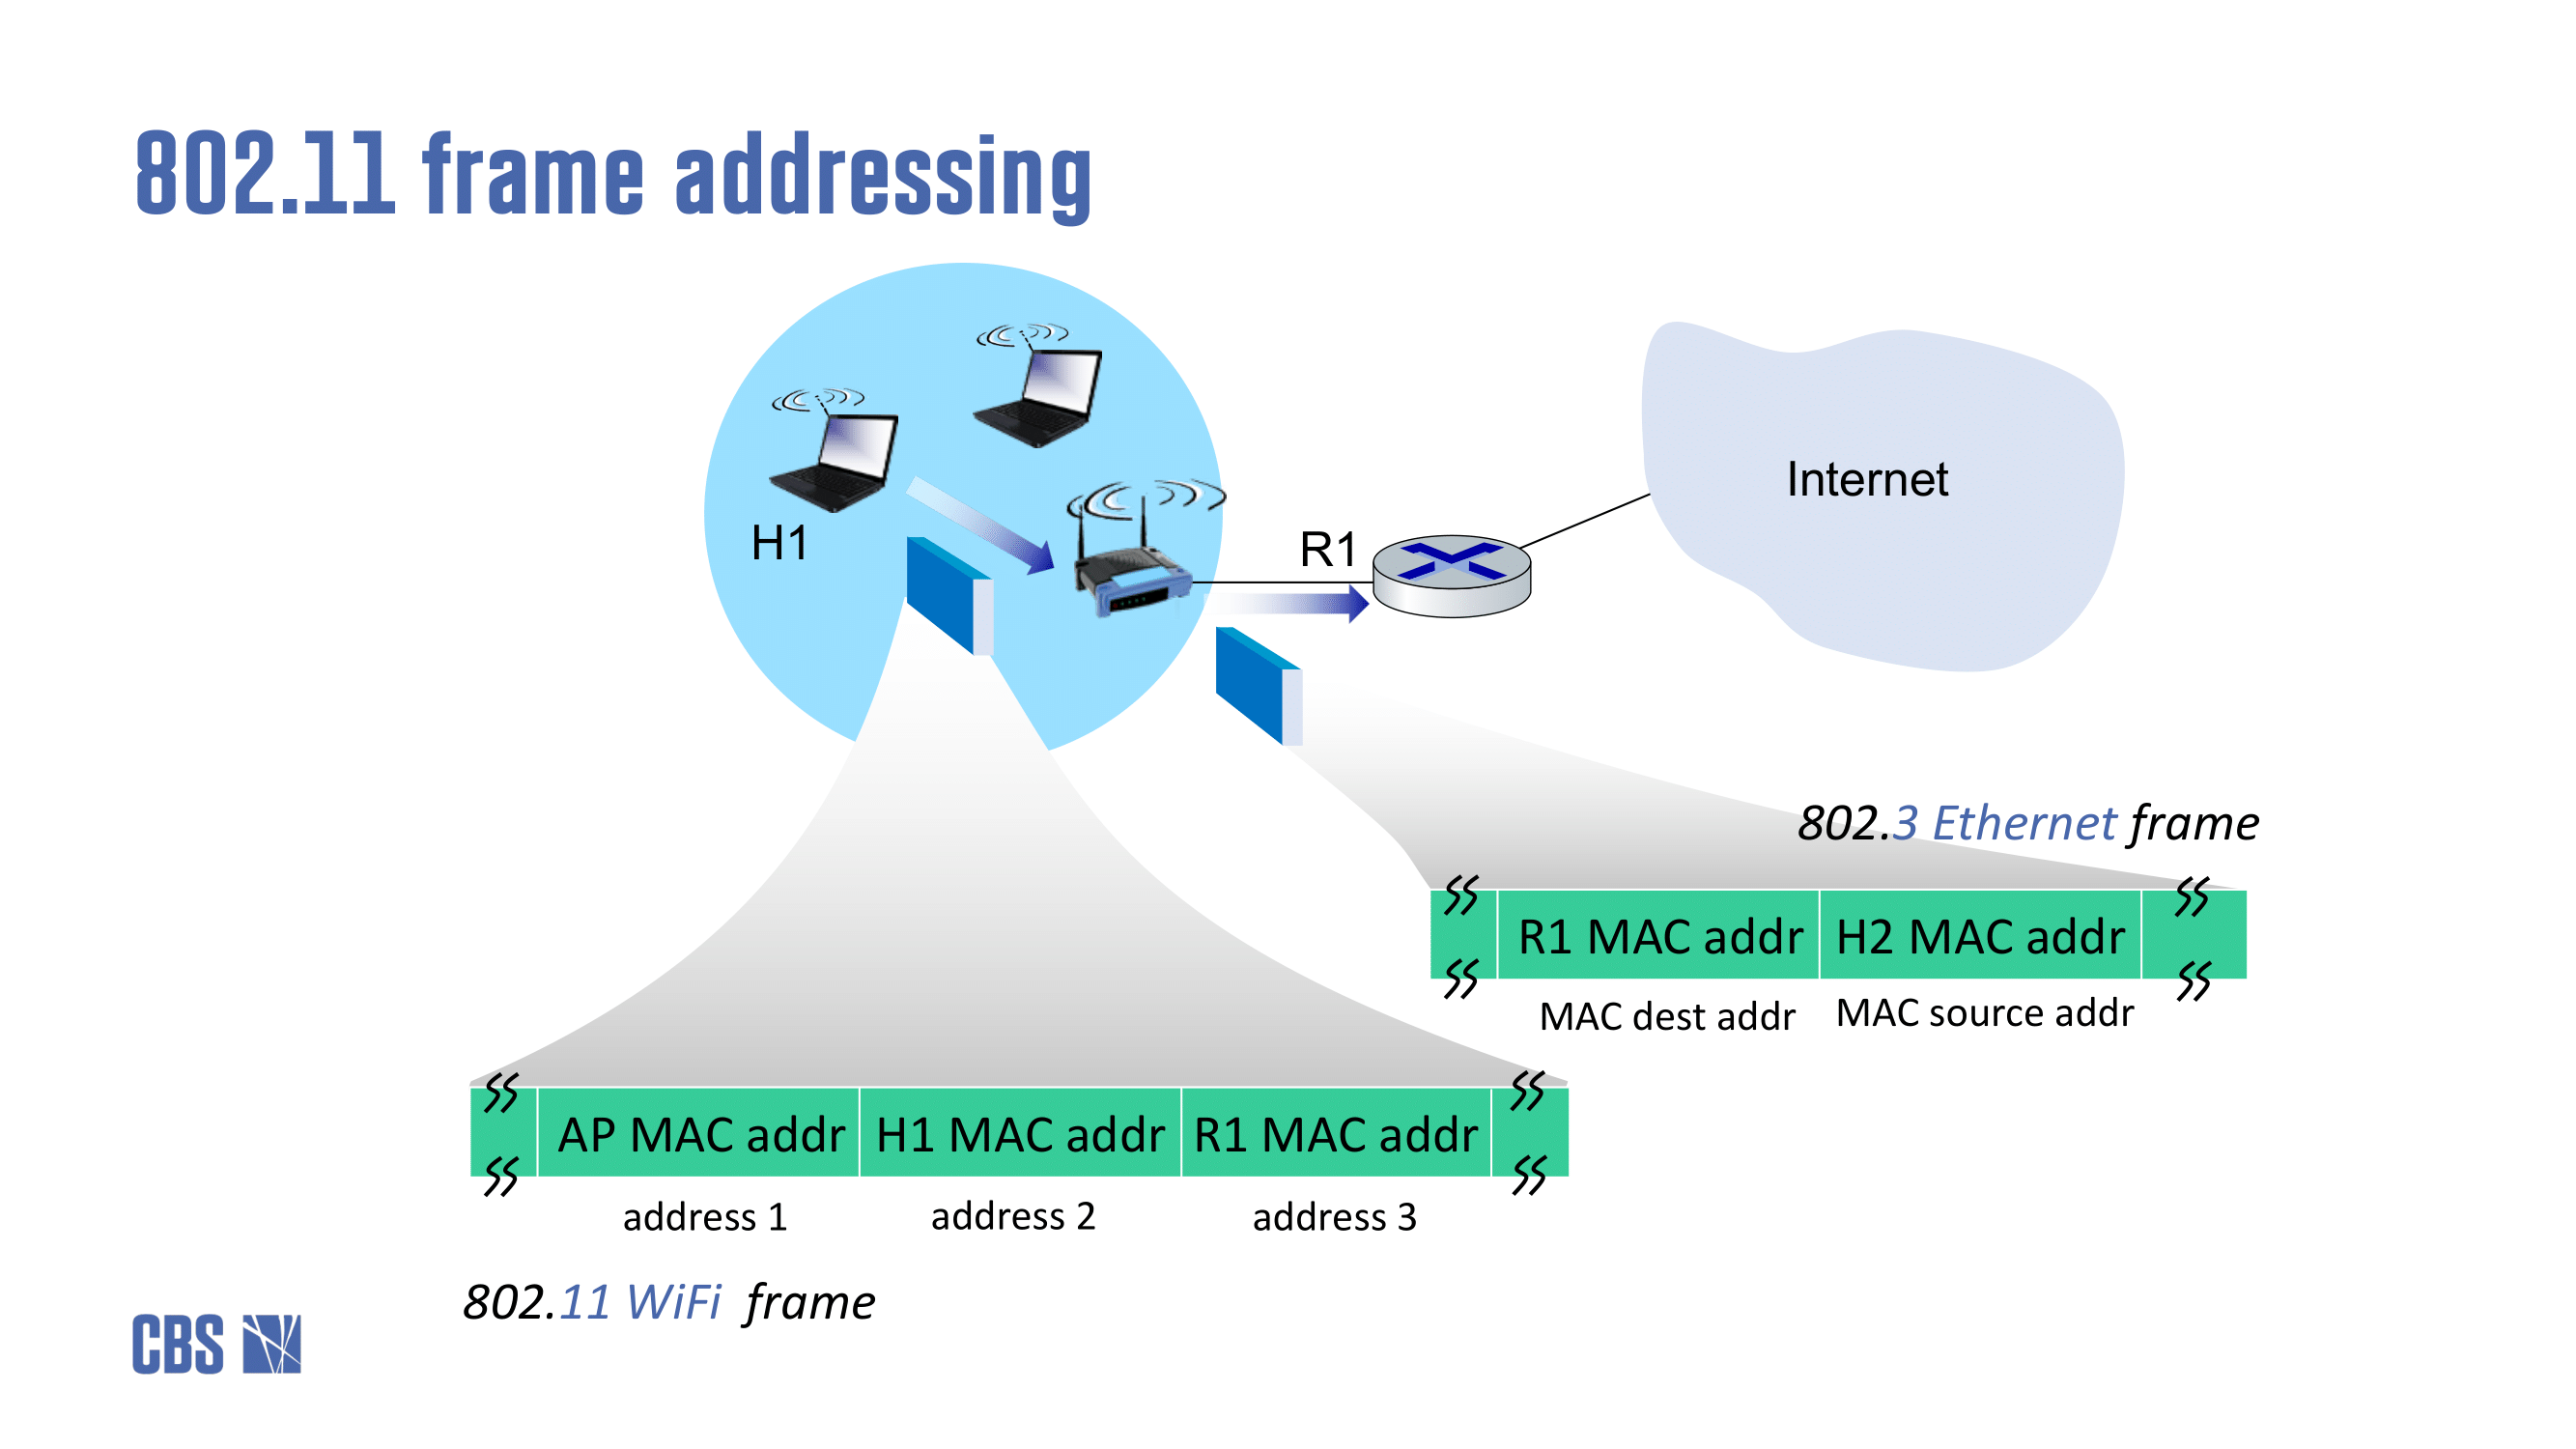 802.11 frame addressing
H1
R1
Internet
802.3 Ethernet frame
R1 MAC addr H2 MAC addr
MAC dest addr MAC source addr
AP MAC addr H1 MAC addr R1 MAC addr
address 1 address 2 address 3
802.11 WiFi frame
CBS